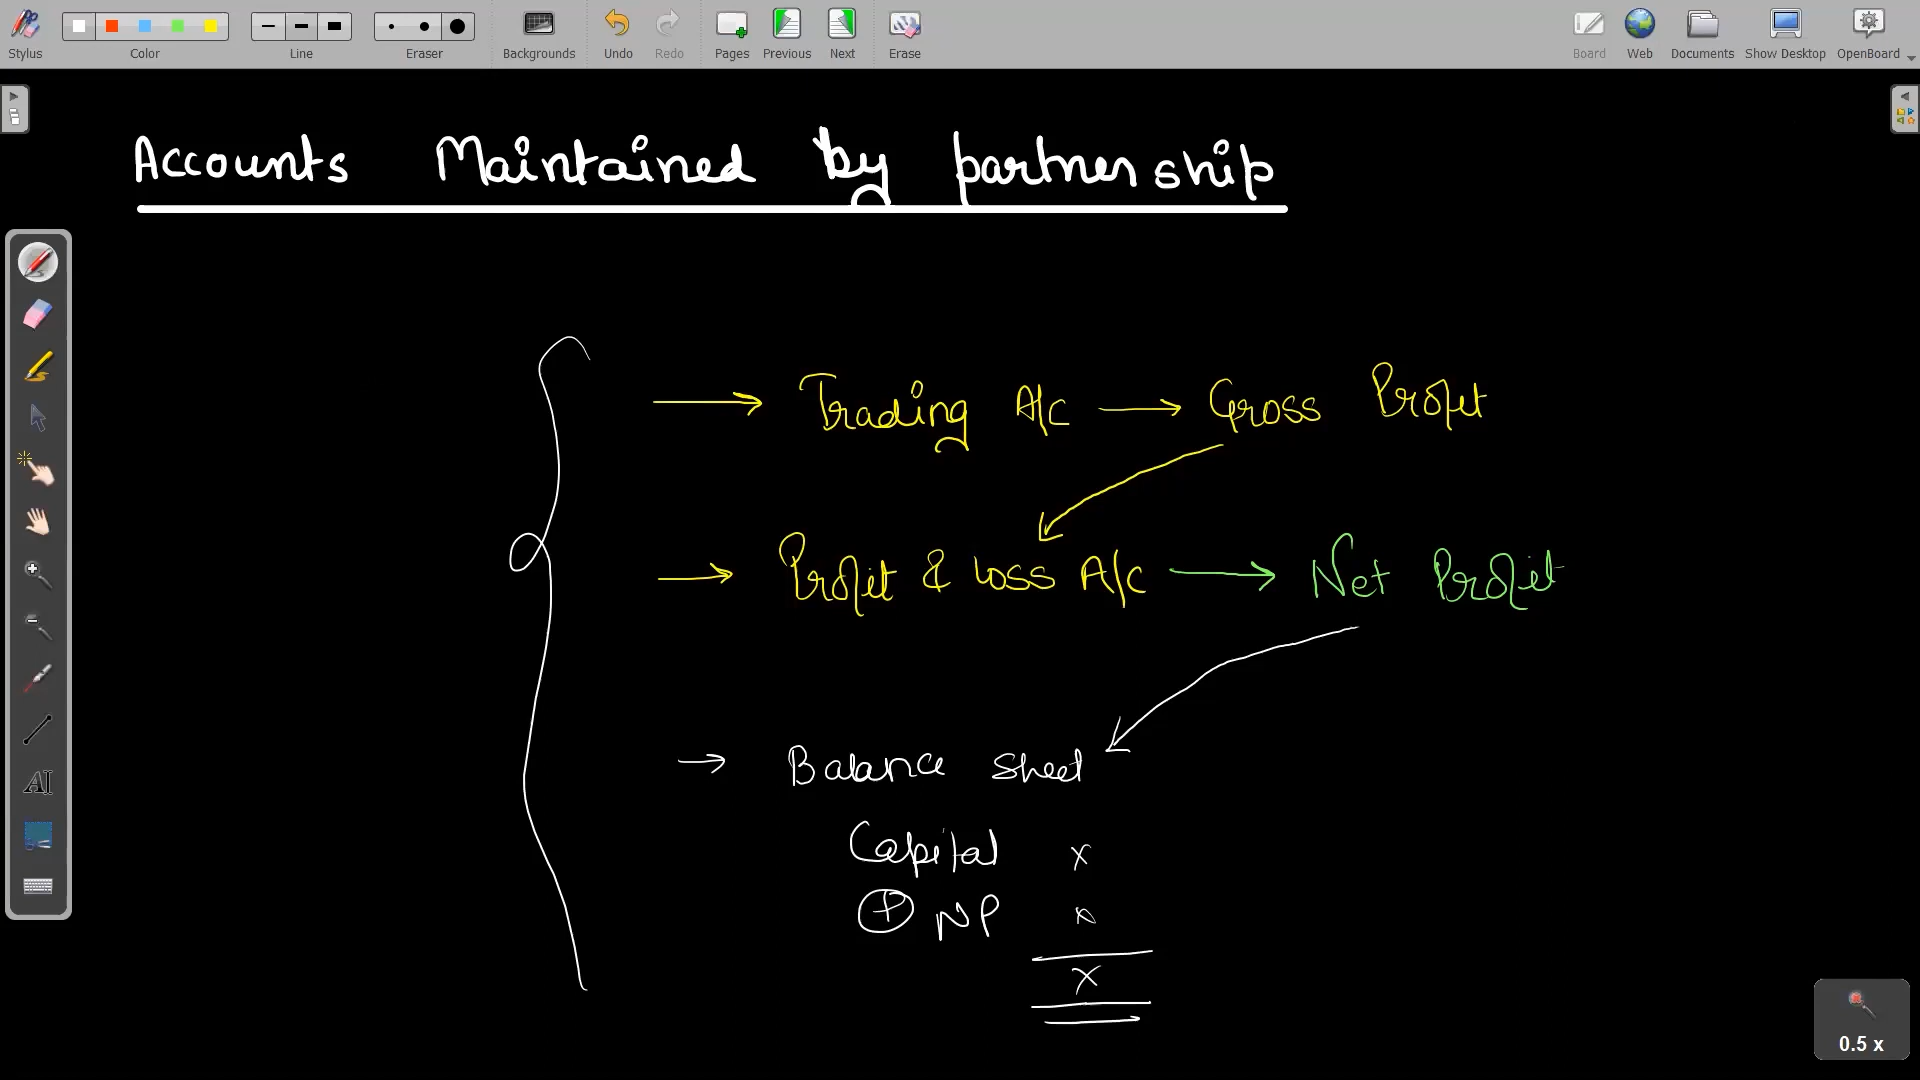 Stylus Color Line Eraser Backgrounds Undo Redo Pages Previous Next Erase Board Web Documents Show Desktop OpenBoard
Accounts Maintained by partnership
→ Trading A/c → Gross Profit
→ Profit & Loss A/c → Net Profit
→ Balance sheet
Capital x
+ NP x
x
AI
0.5 x